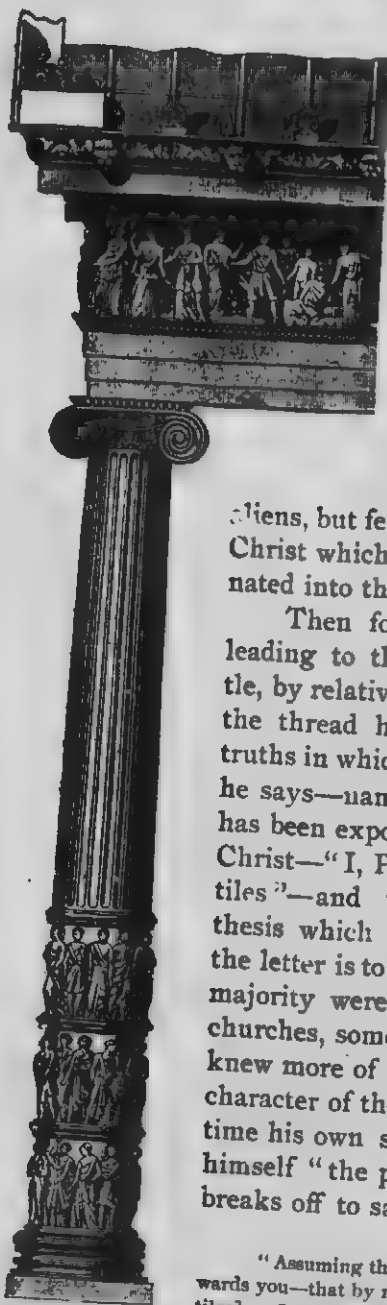 but fe
Christ which
nated into th
Then fo
leading to th
tle, by relativ
the thread h
truths in whic
he says—nam
has been expo
Christ—“I, P
tiles”—and
thesis which
the letter is to
majority were
churches, some
knew more of
character of th
time his own s
himself “the p
breaks off to sa
“Assuming th
wards you—that by r